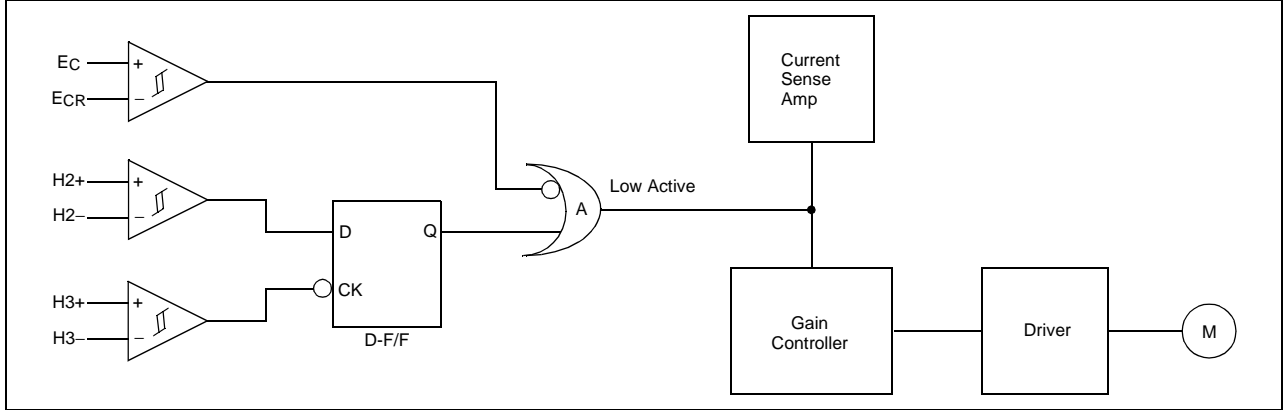 EC
+
ECR
−
H2+
+
H2−
−
H3+
+
H3−
−
D
Q
CK
D-F/F
A
Low Active
Current
Sense
Amp
Gain
Controller
Driver
M